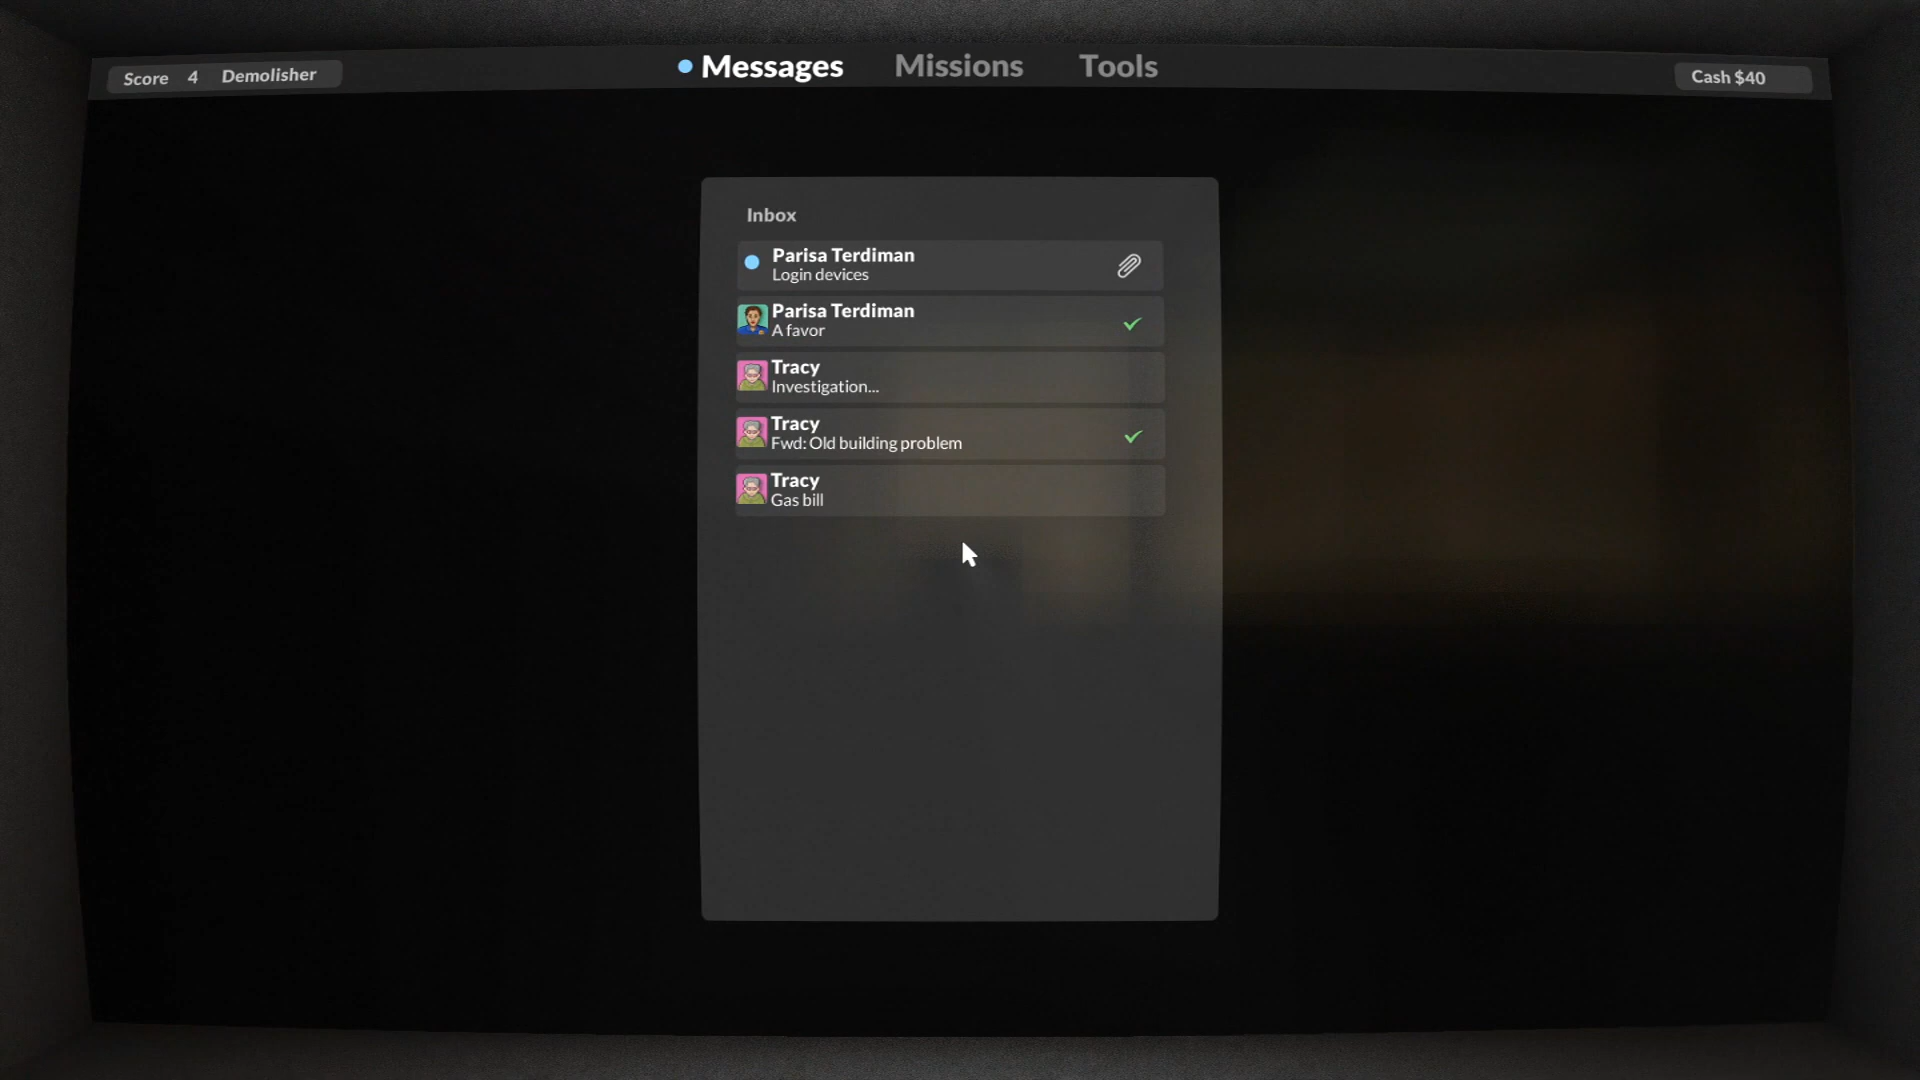 Score 4 Demolisher
Messages
Missions
Tools
Cash $40
Inbox
Parisa Terdiman
Login devices
Parisa Terdiman
A favor
Tracy
Investigation...
Tracy
Fwd: Old building problem
Tracy
Gas bill